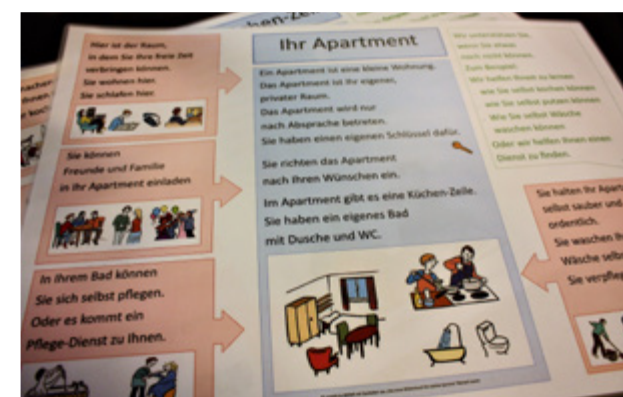 Hier ist der Raum,
in dem Sie Ihre freie Zeit
verbringen können.
Sie wohnen hier.
Sie schlafen hier.
Sie können
Freunde und Familie
in Ihr Apartment einladen
In Ihrem Bad können
Sie sich selbst pflegen.
Oder es kommt ein
Pflege-Dienst zu Ihnen.
Ihr Apartment
Ein Apartment ist eine kleine Wohnung.
Das Apartment ist Ihr eigener,
privater Raum.
Das Apartment wird nur
nach Absprache betreten.
Sie haben einen eigenen Schlüssel dafür.
Sie richten das Apartment
nach Ihren Wünschen ein.
Im Apartment gibt es eine Küchen-Zeile.
Sie haben ein eigenes Bad
mit Dusche und WC.
Wir unterstützen Sie,
wenn Sie etwas
noch nicht können.
Zum Beispiel:
Wir helfen Ihnen zu lernen
wie Sie selbst kochen können
wie Sie selbst putzen können
Wie Sie selbst Wäsche
waschen können
Oder wir helfen Ihnen einen
Dienst zu finden.
Sie halten Ihr Apart
selbst sauber und
ordentlich.
Sie waschen Ih
Wäsche selbs
Sie verpfleg